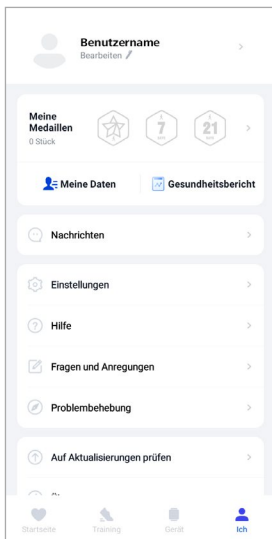 Benutzername
Bearbeiten
Meine
Medaillen
0 Stück
7
21
Meine Daten
Gesundheitsbericht
Nachrichten
Einstellungen
Hilfe
Fragen und Anregungen
Problembehebung
Auf Aktualisierungen prüfen
Startseite
Training
Gerät
Ich